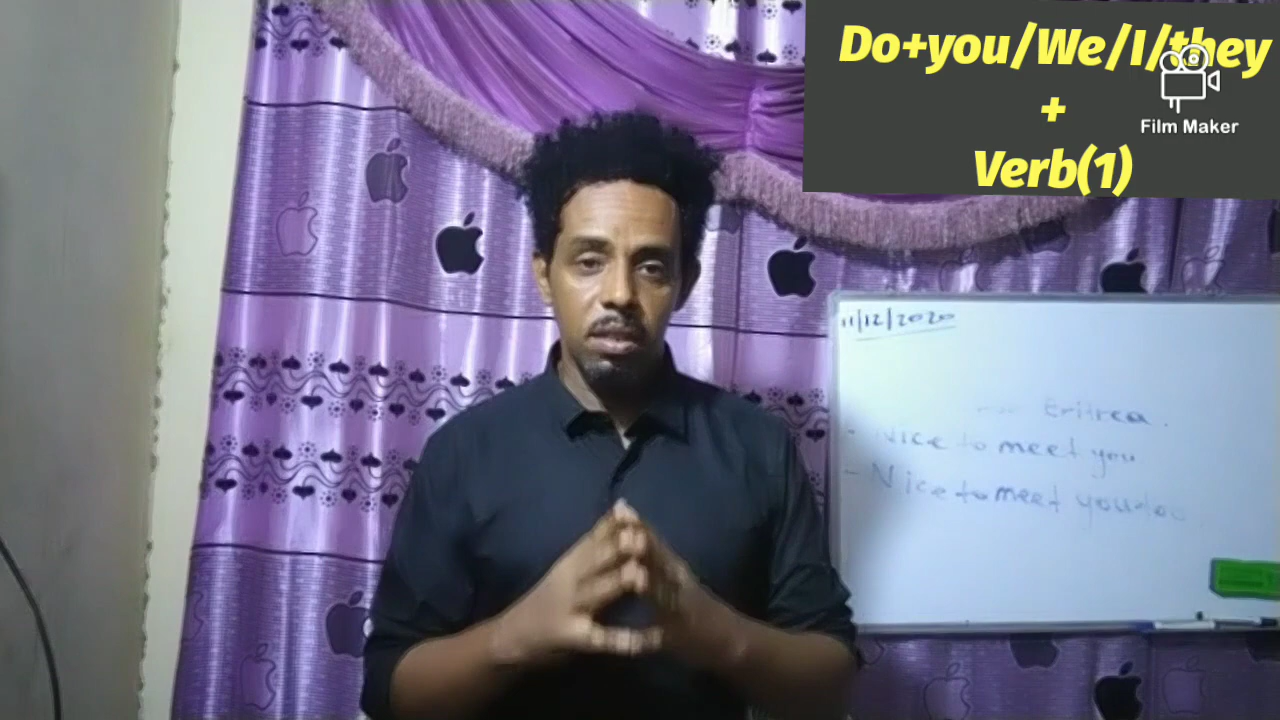 Do+you/We/I/they
+
Verb(1)
Film Maker
11/12/2020
Eritrea.
- Nice to meet you
- Nice to meet you too